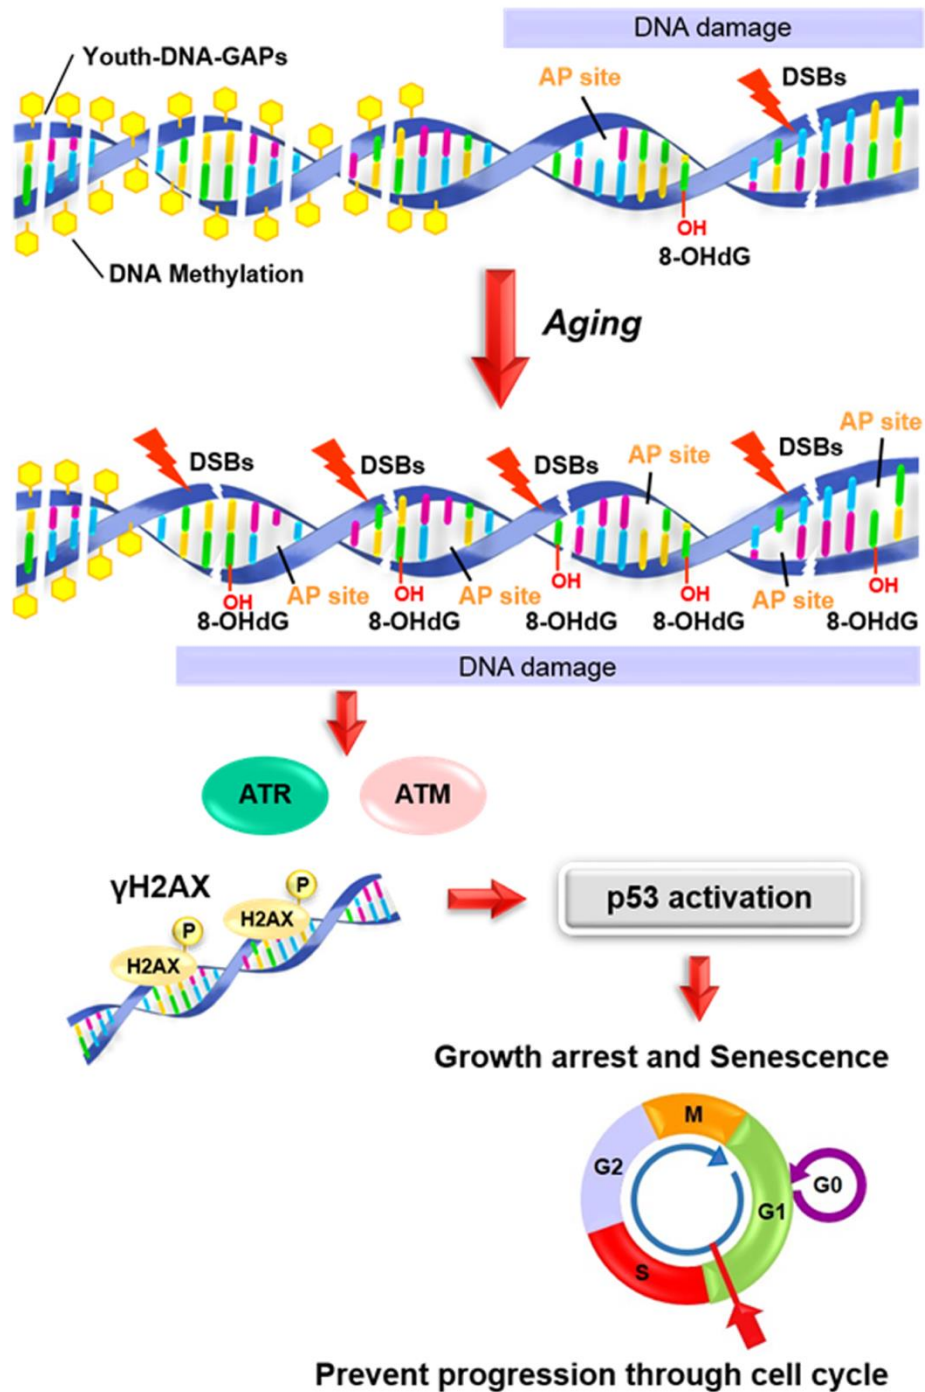 DNA damage
Youth-DNA-GAPs
AP site
DSBs
OH
8-OHdG
DNA Methylation
Aging
AP site
DSBs
DSBs
DSBs
AP site
DSBs
OH
AP site
OH
AP site
OH
OH
AP site
OH
8-OHdG
8-OHdG
8-OHdG
8-OHdG
8-OHdG
DNA damage
ATR
ATM
γH2AX
P
H2AX
P
H2AX
p53 activation
Growth arrest and Senescence
M
G2
G1
G0
S
Prevent progression through cell cycle